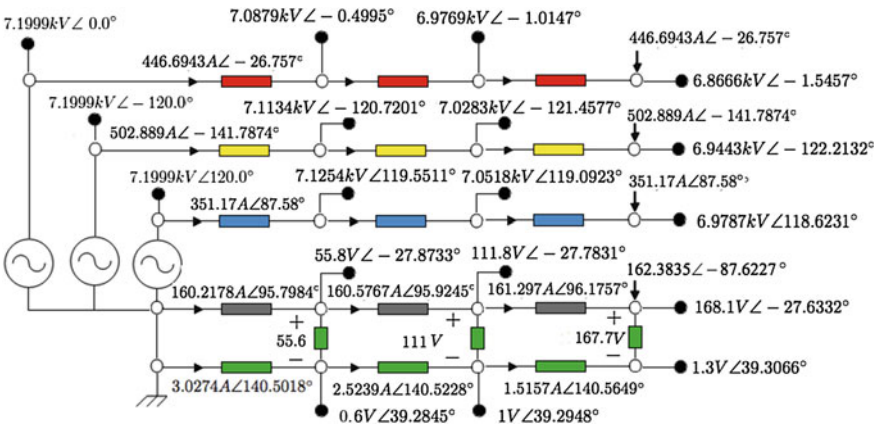 7.1999kV∠ 0.0°
7.0879kV∠ − 0.4995°
6.9769kV∠ − 1.0147°
446.6943A∠ − 26.757°
446.6943A∠ − 26.757°
6.8666kV∠ − 1.5457°
7.1999kV∠ − 120.0°
7.1134kV∠ − 120.7201°
7.0283kV∠ − 121.4577°
502.889A∠ − 141.7874°
502.889A∠ − 141.7874°
6.9443kV∠ − 122.2132°
7.1999kV∠120.0°
7.1254kV∠119.5511°
7.0518kV∠119.0923°
351.17A∠87.58°
351.17A∠87.58°
6.9787kV∠118.6231°
55.8V∠ − 27.8733°
111.8V∠ − 27.7831°
162.3835∠ − 87.6227°
160.2178A∠95.7984°
160.5767A∠95.9245°
161.297A∠96.1757°
168.1V∠ − 27.6332°
+
+
+
55.6
111V
167.7V
−
−
−
1.3V∠39.3066°
3.0274A∠140.5018°
2.5239A∠140.5228°
1.5157A∠140.5649°
0.6V∠39.2845°
1V∠39.2948°